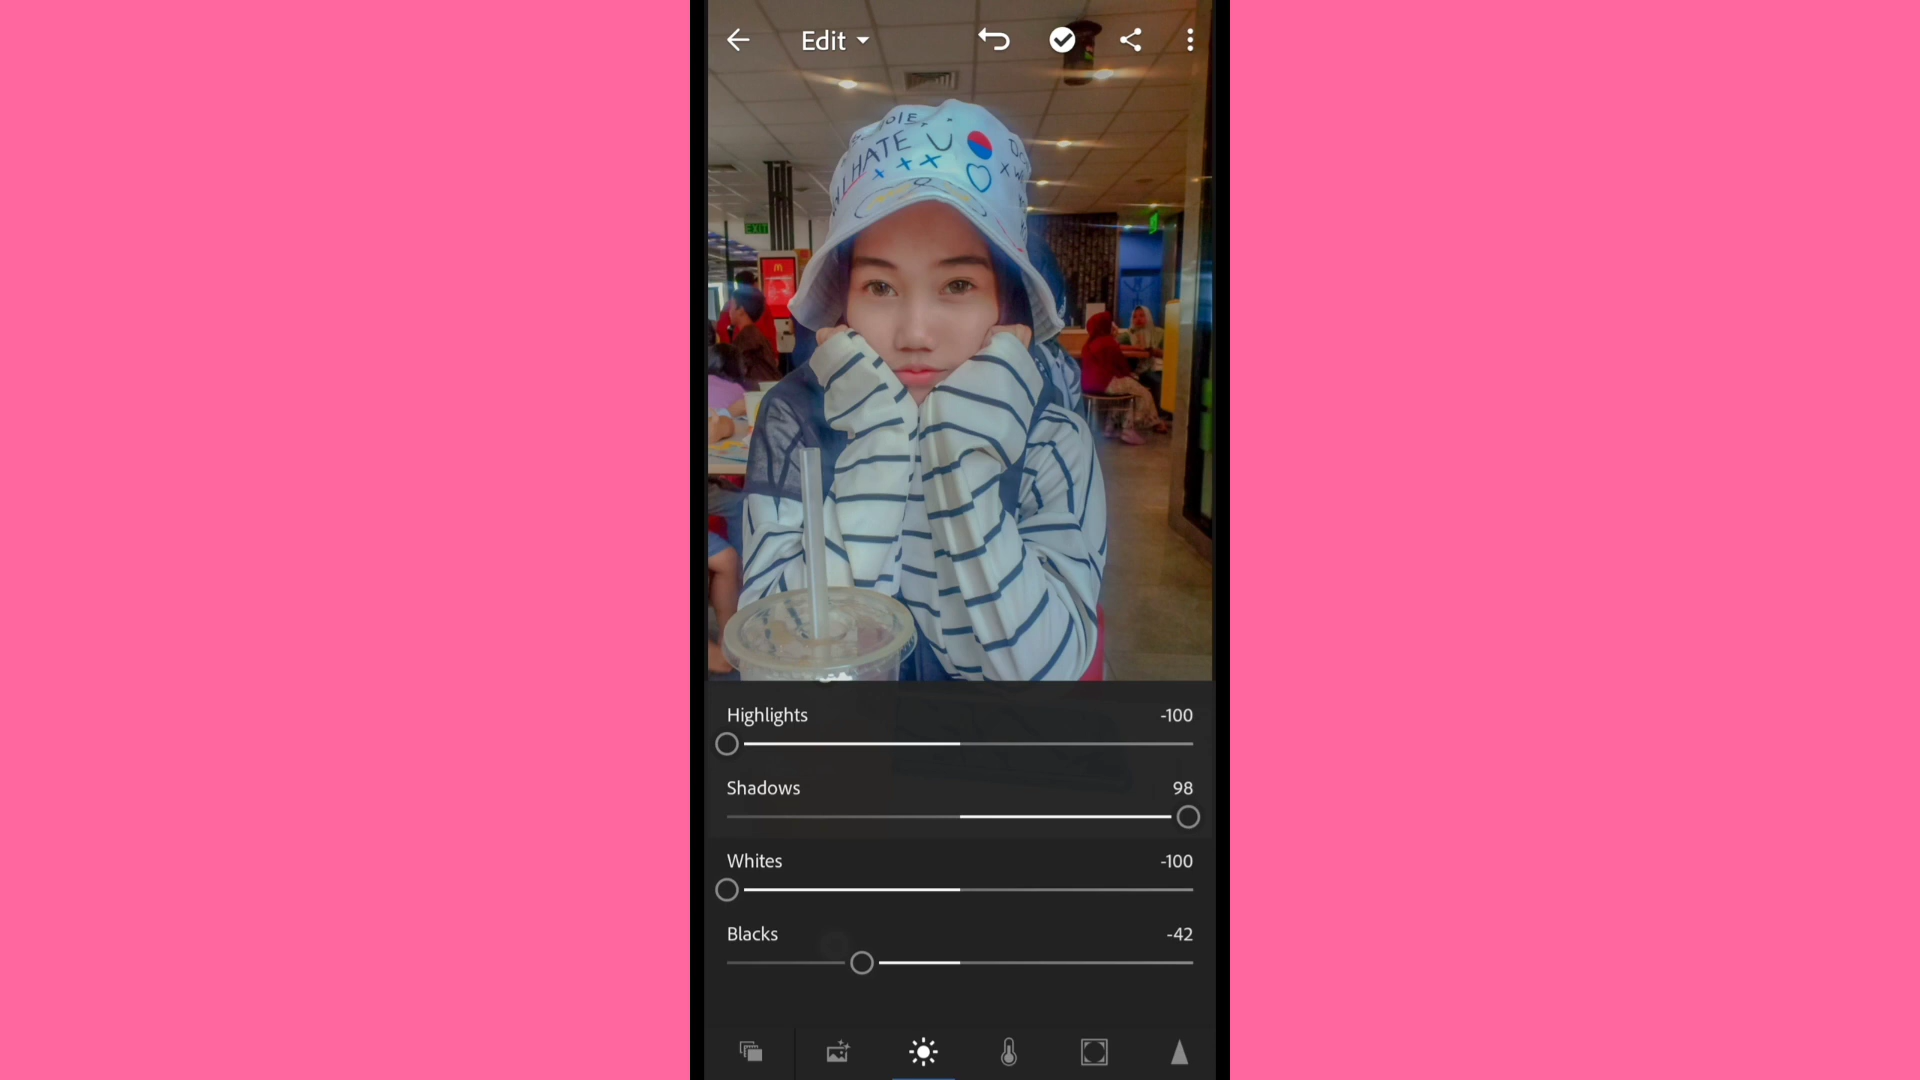 Edit
HATE U
EXIT
Highlights -100
Shadows 98
Whites -100
Blacks -42